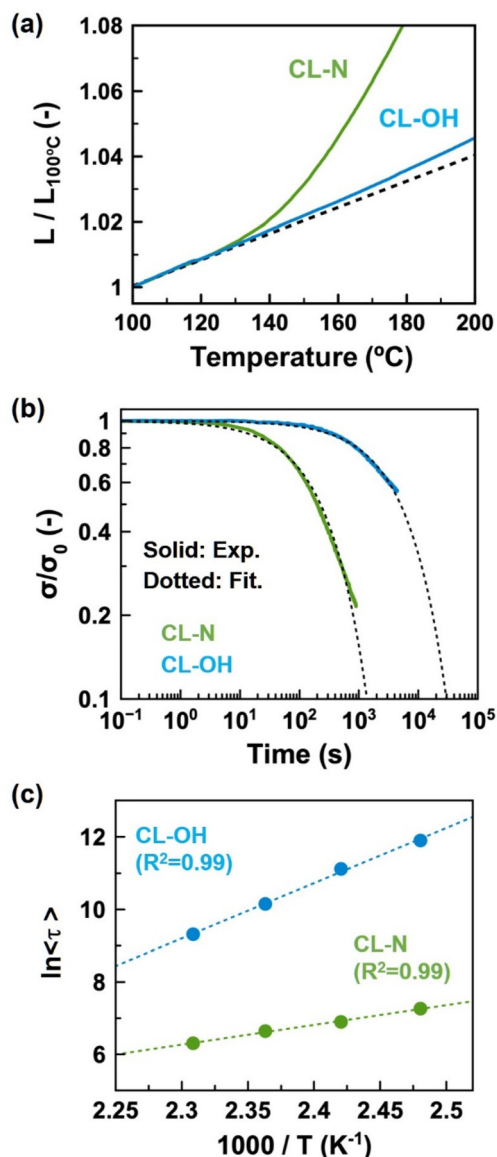 (a)
1.08
1.06
1.04
1.02
1
L / L₁₀₀ºC (-)
CL-N
CL-OH
100
120
140
160
180
200
Temperature (ºC)
(b)
1
0.8
0.6
0.4
0.2
0.1
σ/σ₀ (-)
Solid: Exp.
Dotted: Fit.
CL-N
CL-OH
10⁻¹
10⁰
10¹
10²
10³
10⁴
10⁵
Time (s)
(c)
12
10
8
6
ln<τ >
CL-OH
(R²=0.99)
CL-N
(R²=0.99)
2.25
2.3
2.35
2.4
2.45
2.5
1000 / T (K⁻¹)